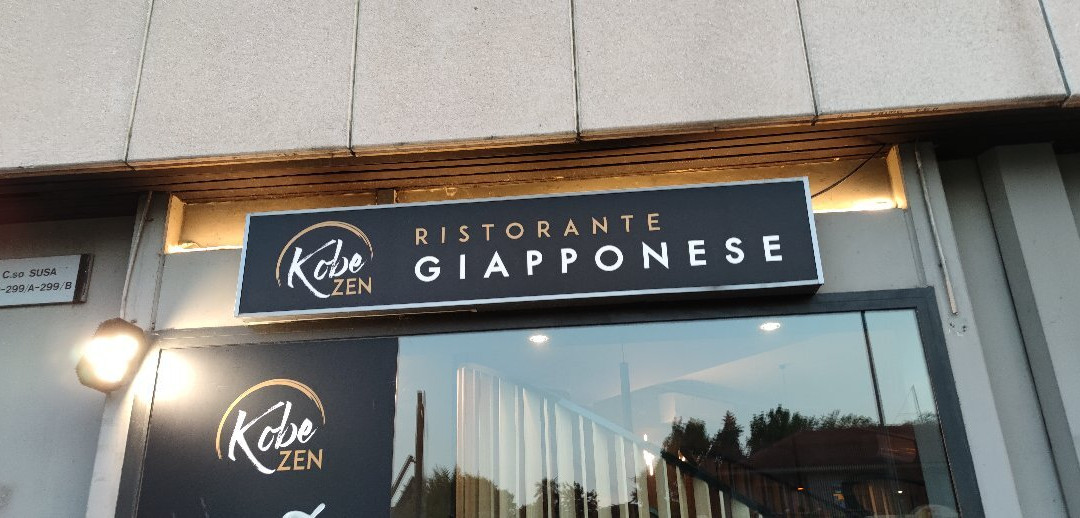 RISTORANTE
GIAPPONESE
Kobe
ZEN
C.so SUSA
-299/A-299/B
Kobe
ZEN